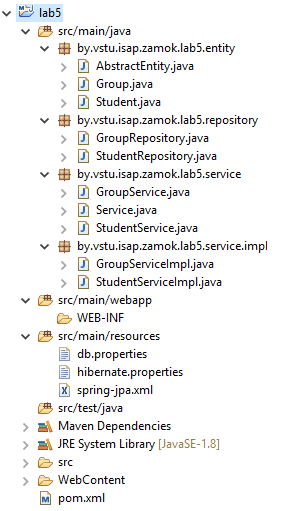 lab5
src/main/java
by.vstu.isap.zamok.lab5.entity
AbstractEntity.java
Group.java
Student.java
by.vstu.isap.zamok.lab5.repository
GroupRepository.java
StudentRepository.java
by.vstu.isap.zamok.lab5.service
GroupService.java
Service.java
StudentService.java
by.vstu.isap.zamok.lab5.service.impl
GroupServiceImpl.java
StudentServiceImpl.java
src/main/webapp
WEB-INF
src/main/resources
db.properties
hibernate.properties
spring-jpa.xml
src/test/java
Maven Dependencies
JRE System Library [JavaSE-1.8]
src
WebContent
pom.xml